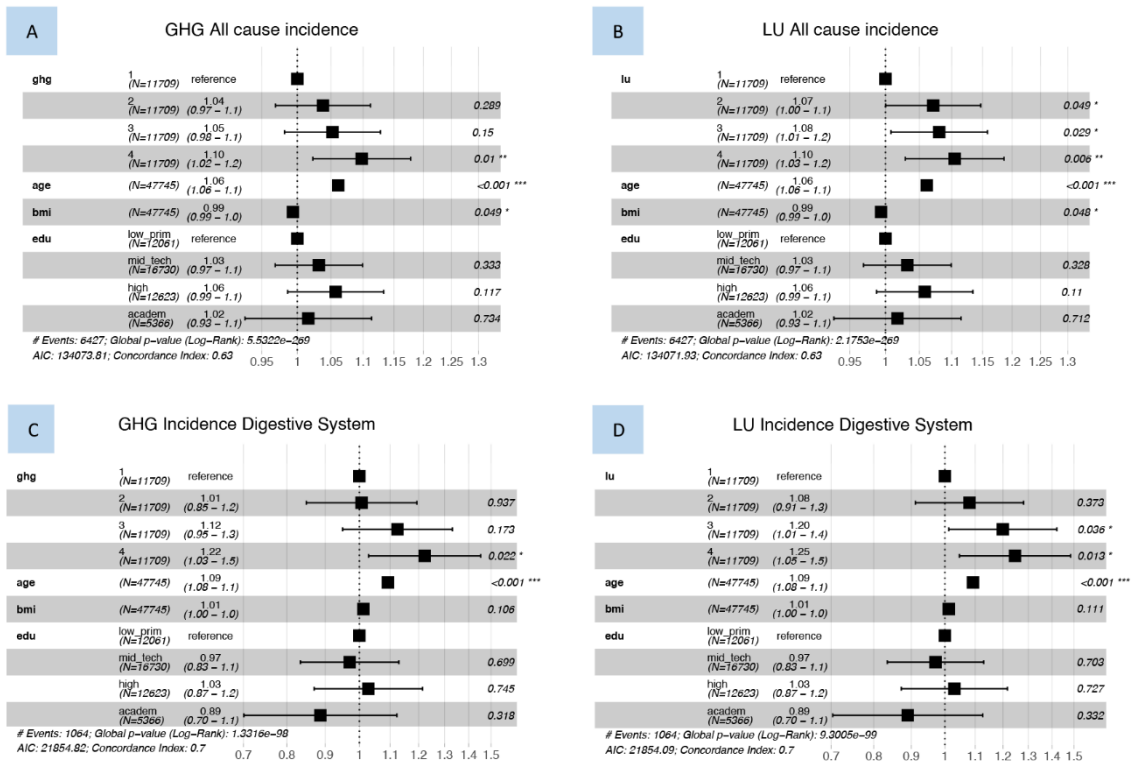 A
GHG All cause incidence
ghg
1
(N=11709) reference
2
(N=11709) 1.04
(0.97 − 1.1) 0.289
3
(N=11709) 1.05
(0.98 − 1.1) 0.15
4
(N=11709) 1.10
(1.02 − 1.2) 0.01 **
age (N=47745) 1.06
(1.06 − 1.1) <0.001 ***
bmi (N=47745) 0.99
(0.99 − 1.0) 0.049 *
edu
low_prim
(N=12061) reference
mid_tech
(N=16730) 1.03
(0.97 − 1.1) 0.333
high
(N=12623) 1.06
(0.99 − 1.1) 0.117
academ
(N=5366) 1.02
(0.93 − 1.1) 0.734
# Events: 6427; Global p−value (Log−Rank): 5.5322e−269
AIC: 134073.81; Concordance Index: 0.63
0.95 1 1.05 1.1 1.15 1.2 1.25 1.3
B
LU All cause incidence
lu
1
(N=11709) reference
2
(N=11709) 1.07
(1.00 − 1.1) 0.049 *
3
(N=11709) 1.08
(1.01 − 1.2) 0.029 *
4
(N=11709) 1.10
(1.03 − 1.2) 0.006 **
age (N=47745) 1.06
(1.06 − 1.1) <0.001 ***
bmi (N=47745) 0.99
(0.99 − 1.0) 0.048 *
edu
low_prim
(N=12061) reference
mid_tech
(N=16730) 1.03
(0.97 − 1.1) 0.328
high
(N=12623) 1.06
(0.99 − 1.1) 0.11
academ
(N=5366) 1.02
(0.93 − 1.1) 0.712
# Events: 6427; Global p−value (Log−Rank): 2.1753e−269
AIC: 134071.93; Concordance Index: 0.63
0.95 1 1.05 1.1 1.15 1.2 1.25 1.3
C
GHG Incidence Digestive System
ghg
1
(N=11709) reference
2
(N=11709) 1.01
(0.85 − 1.2) 0.937
3
(N=11709) 1.12
(0.95 − 1.3) 0.173
4
(N=11709) 1.22
(1.03 − 1.5) 0.022 *
age (N=47745) 1.09
(1.08 − 1.1) <0.001 ***
bmi (N=47745) 1.01
(1.00 − 1.0) 0.106
edu
low_prim
(N=12061) reference
mid_tech
(N=16730) 0.97
(0.83 − 1.1) 0.699
high
(N=12623) 1.03
(0.87 − 1.2) 0.745
academ
(N=5366) 0.89
(0.70 − 1.1) 0.318
# Events: 1064; Global p−value (Log−Rank): 1.3316e−98
AIC: 21854.82; Concordance Index: 0.7
0.7 0.8 0.9 1 1.1 1.2 1.3 1.4 1.5
D
LU Incidence Digestive System
lu
1
(N=11709) reference
2
(N=11709) 1.08
(0.91 − 1.3) 0.373
3
(N=11709) 1.20
(1.01 − 1.4) 0.036 *
4
(N=11709) 1.25
(1.05 − 1.5) 0.013 *
age (N=47745) 1.09
(1.08 − 1.1) <0.001 ***
bmi (N=47745) 1.01
(1.00 − 1.0) 0.111
edu
low_prim
(N=12061) reference
mid_tech
(N=16730) 0.97
(0.83 − 1.1) 0.703
high
(N=12623) 1.03
(0.87 − 1.2) 0.727
academ
(N=5366) 0.89
(0.70 − 1.1) 0.332
# Events: 1064; Global p−value (Log−Rank): 9.3005e−99
AIC: 21854.09; Concordance Index: 0.7
0.7 0.8 0.9 1 1.1 1.2 1.3 1.4 1.5